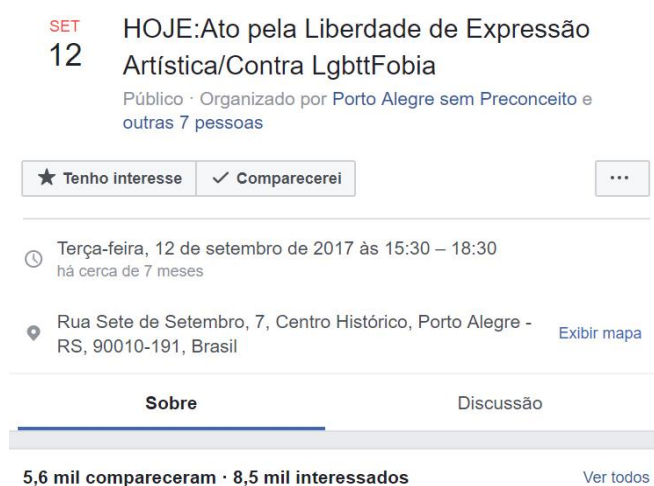 SET
12
HOJE:Ato pela Liberdade de Expressão
Artística/Contra LgbttFobia
Público · Organizado por Porto Alegre sem Preconceito e
outras 7 pessoas
Tenho interesse
Comparecerei
Terça-feira, 12 de setembro de 2017 às 15:30 – 18:30
há cerca de 7 meses
Rua Sete de Setembro, 7, Centro Histórico, Porto Alegre -
RS, 90010-191, Brasil
Exibir mapa
Sobre
Discussão
5,6 mil compareceram · 8,5 mil interessados
Ver todos